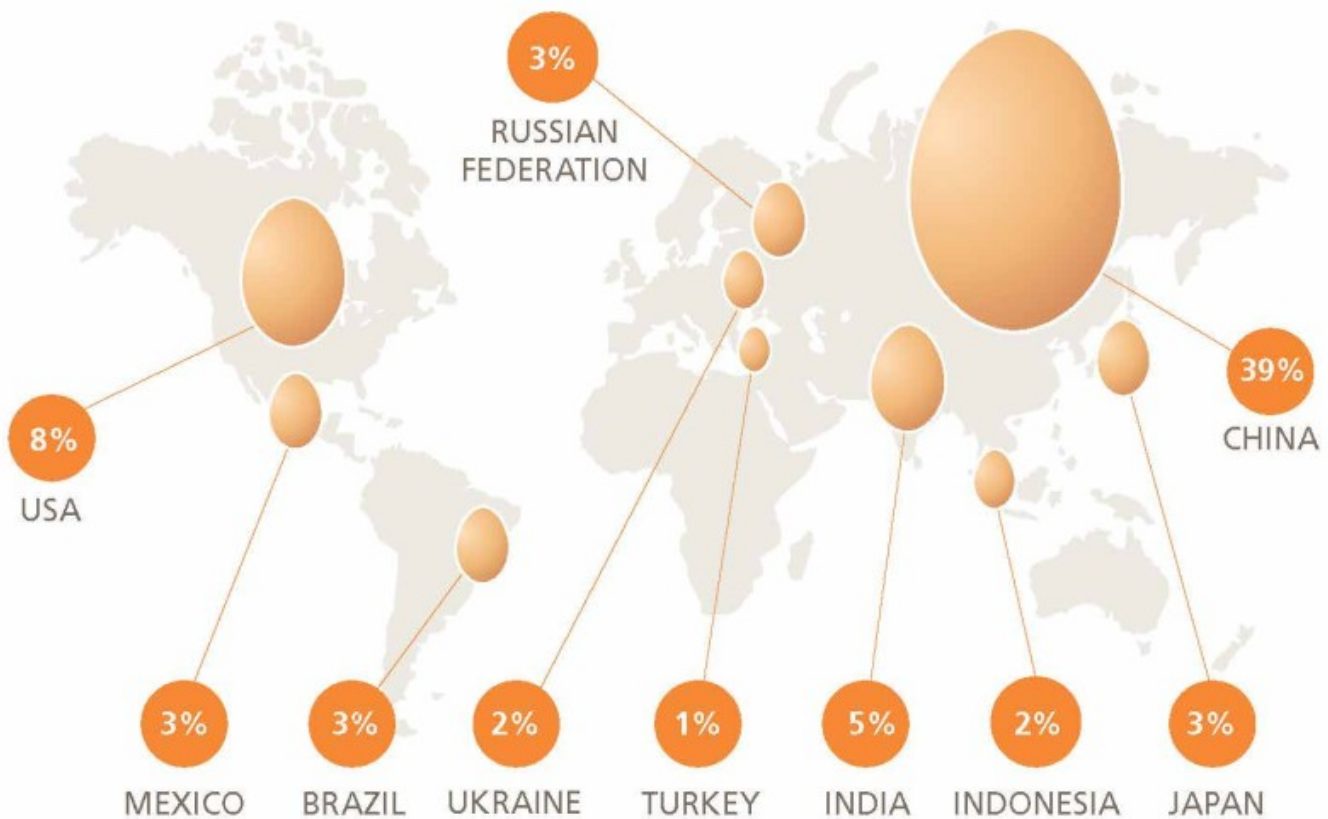 3%
RUSSIAN
FEDERATION
39%
CHINA
8%
USA
3%
MEXICO
3%
BRAZIL
2%
UKRAINE
1%
TURKEY
5%
INDIA
2%
INDONESIA
3%
JAPAN